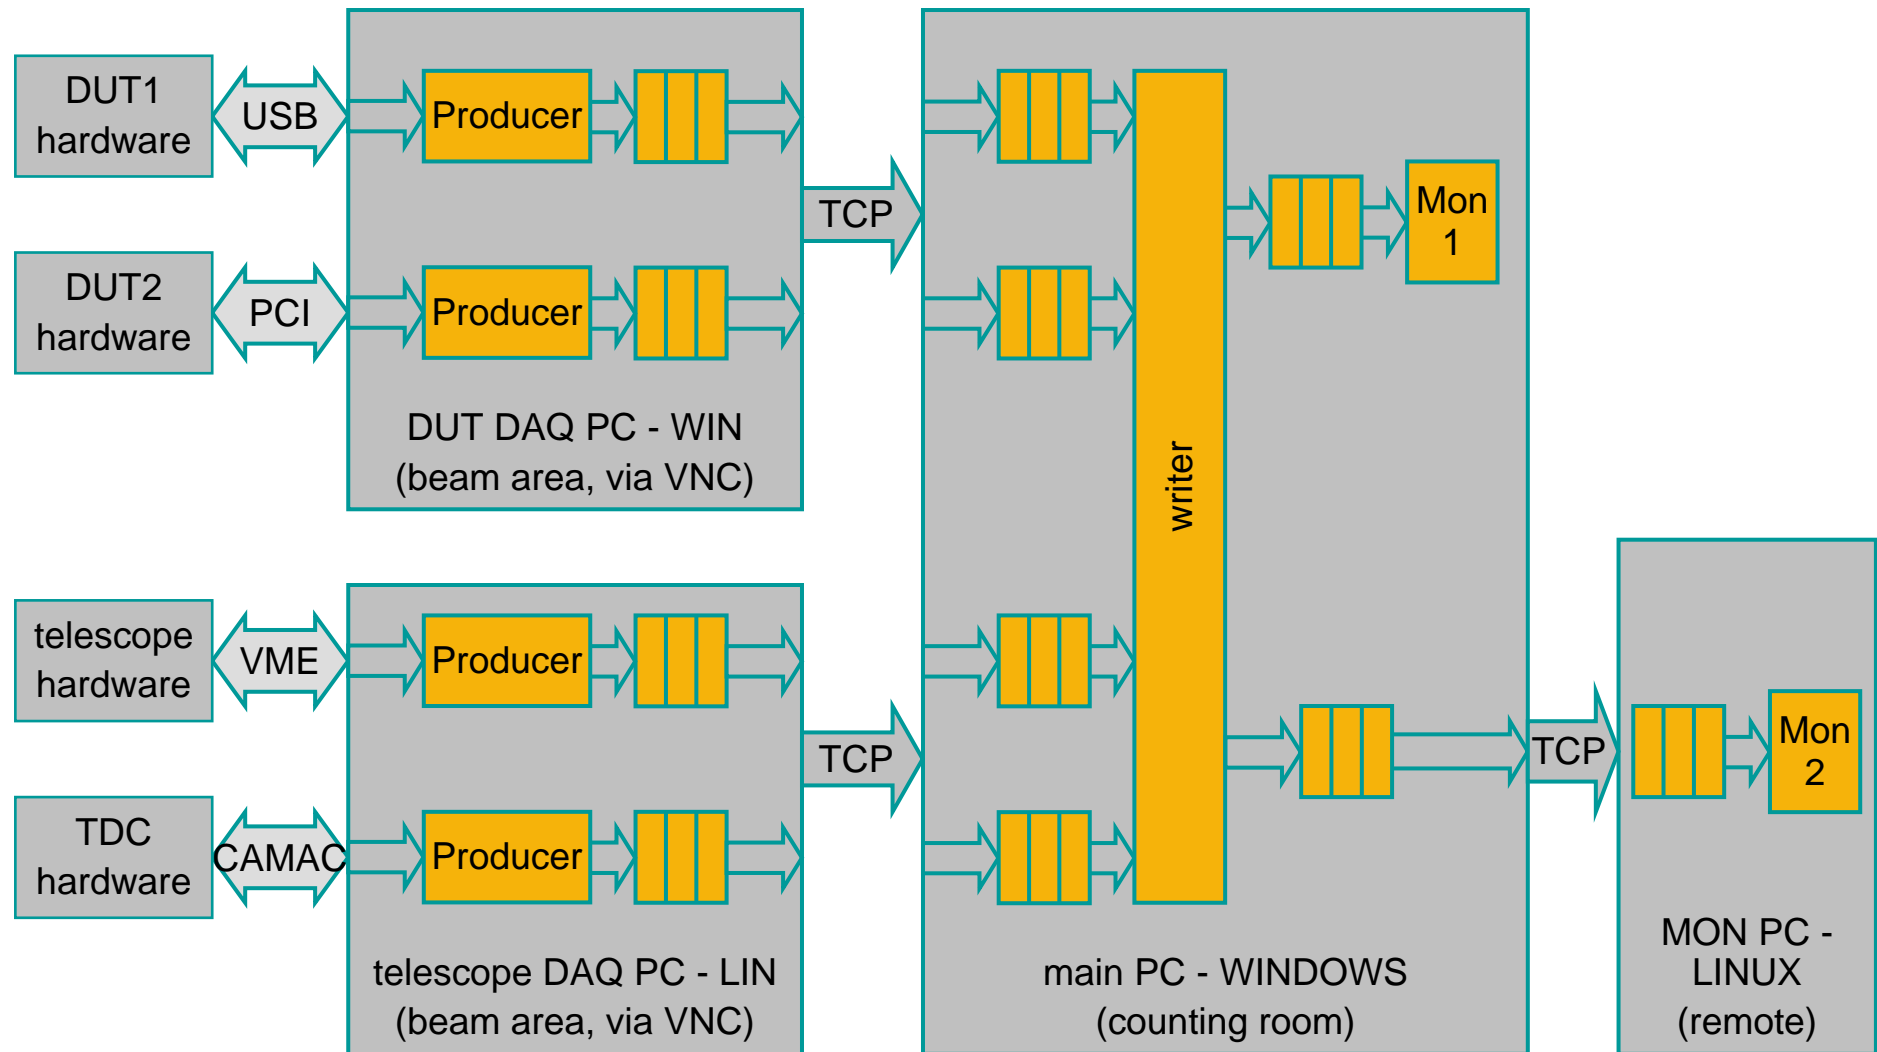 DUT1
hardware
USB
Producer
DUT2
hardware
PCI
Producer
DUT DAQ PC - WIN
(beam area, via VNC)
TCP
telescope
hardware
VME
Producer
TDC
hardware
CAMAC
Producer
telescope DAQ PC - LIN
(beam area, via VNC)
TCP
writer
Mon
1
main PC - WINDOWS
(counting room)
TCP
Mon
2
MON PC -
LINUX
(remote)